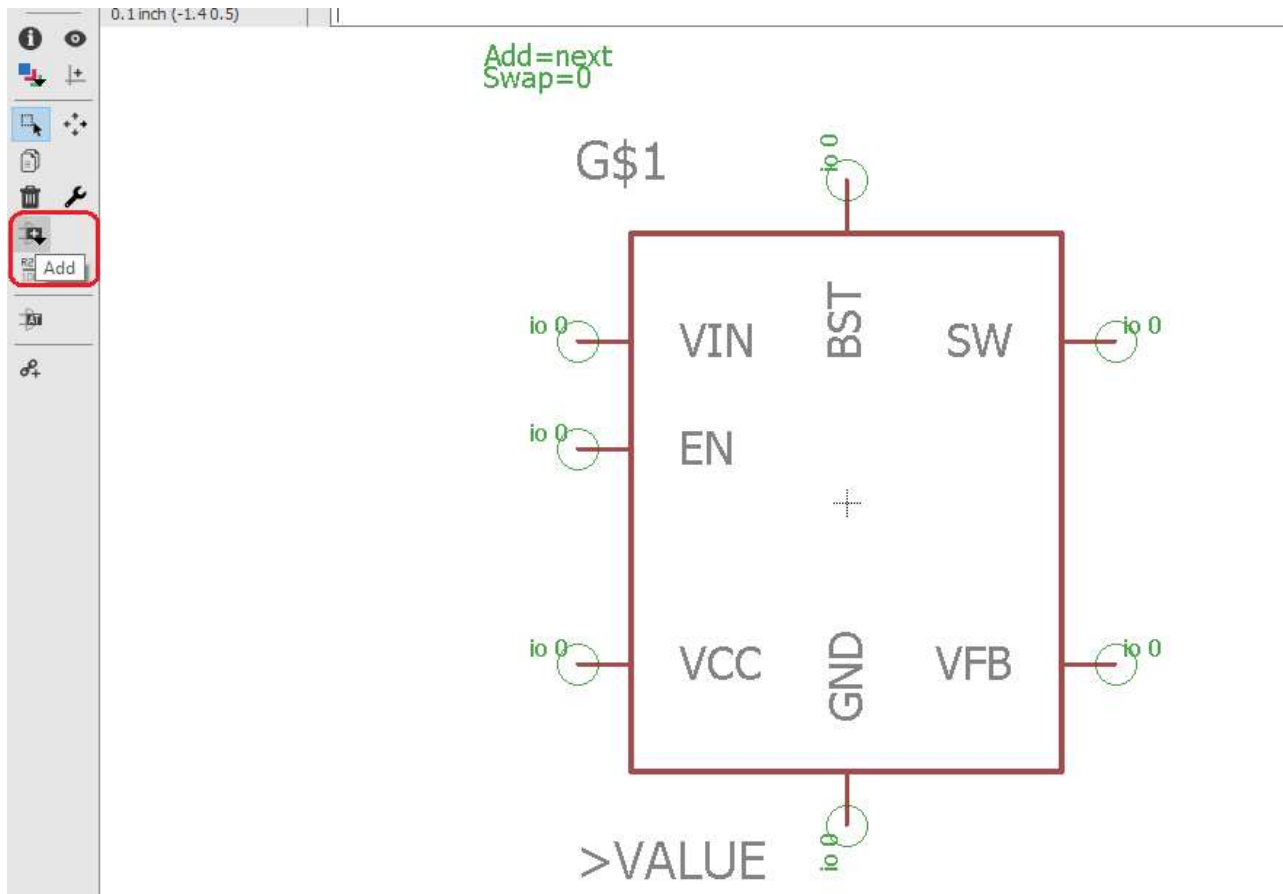 0.1 inch (-1.4 0.5)
Add=next
Swap=0
G$1
io 0
BST
io 0
VIN
SW
io 0
io 0
EN
Add
io 0
VCC
GND
VFB
io 0
io 0
>VALUE